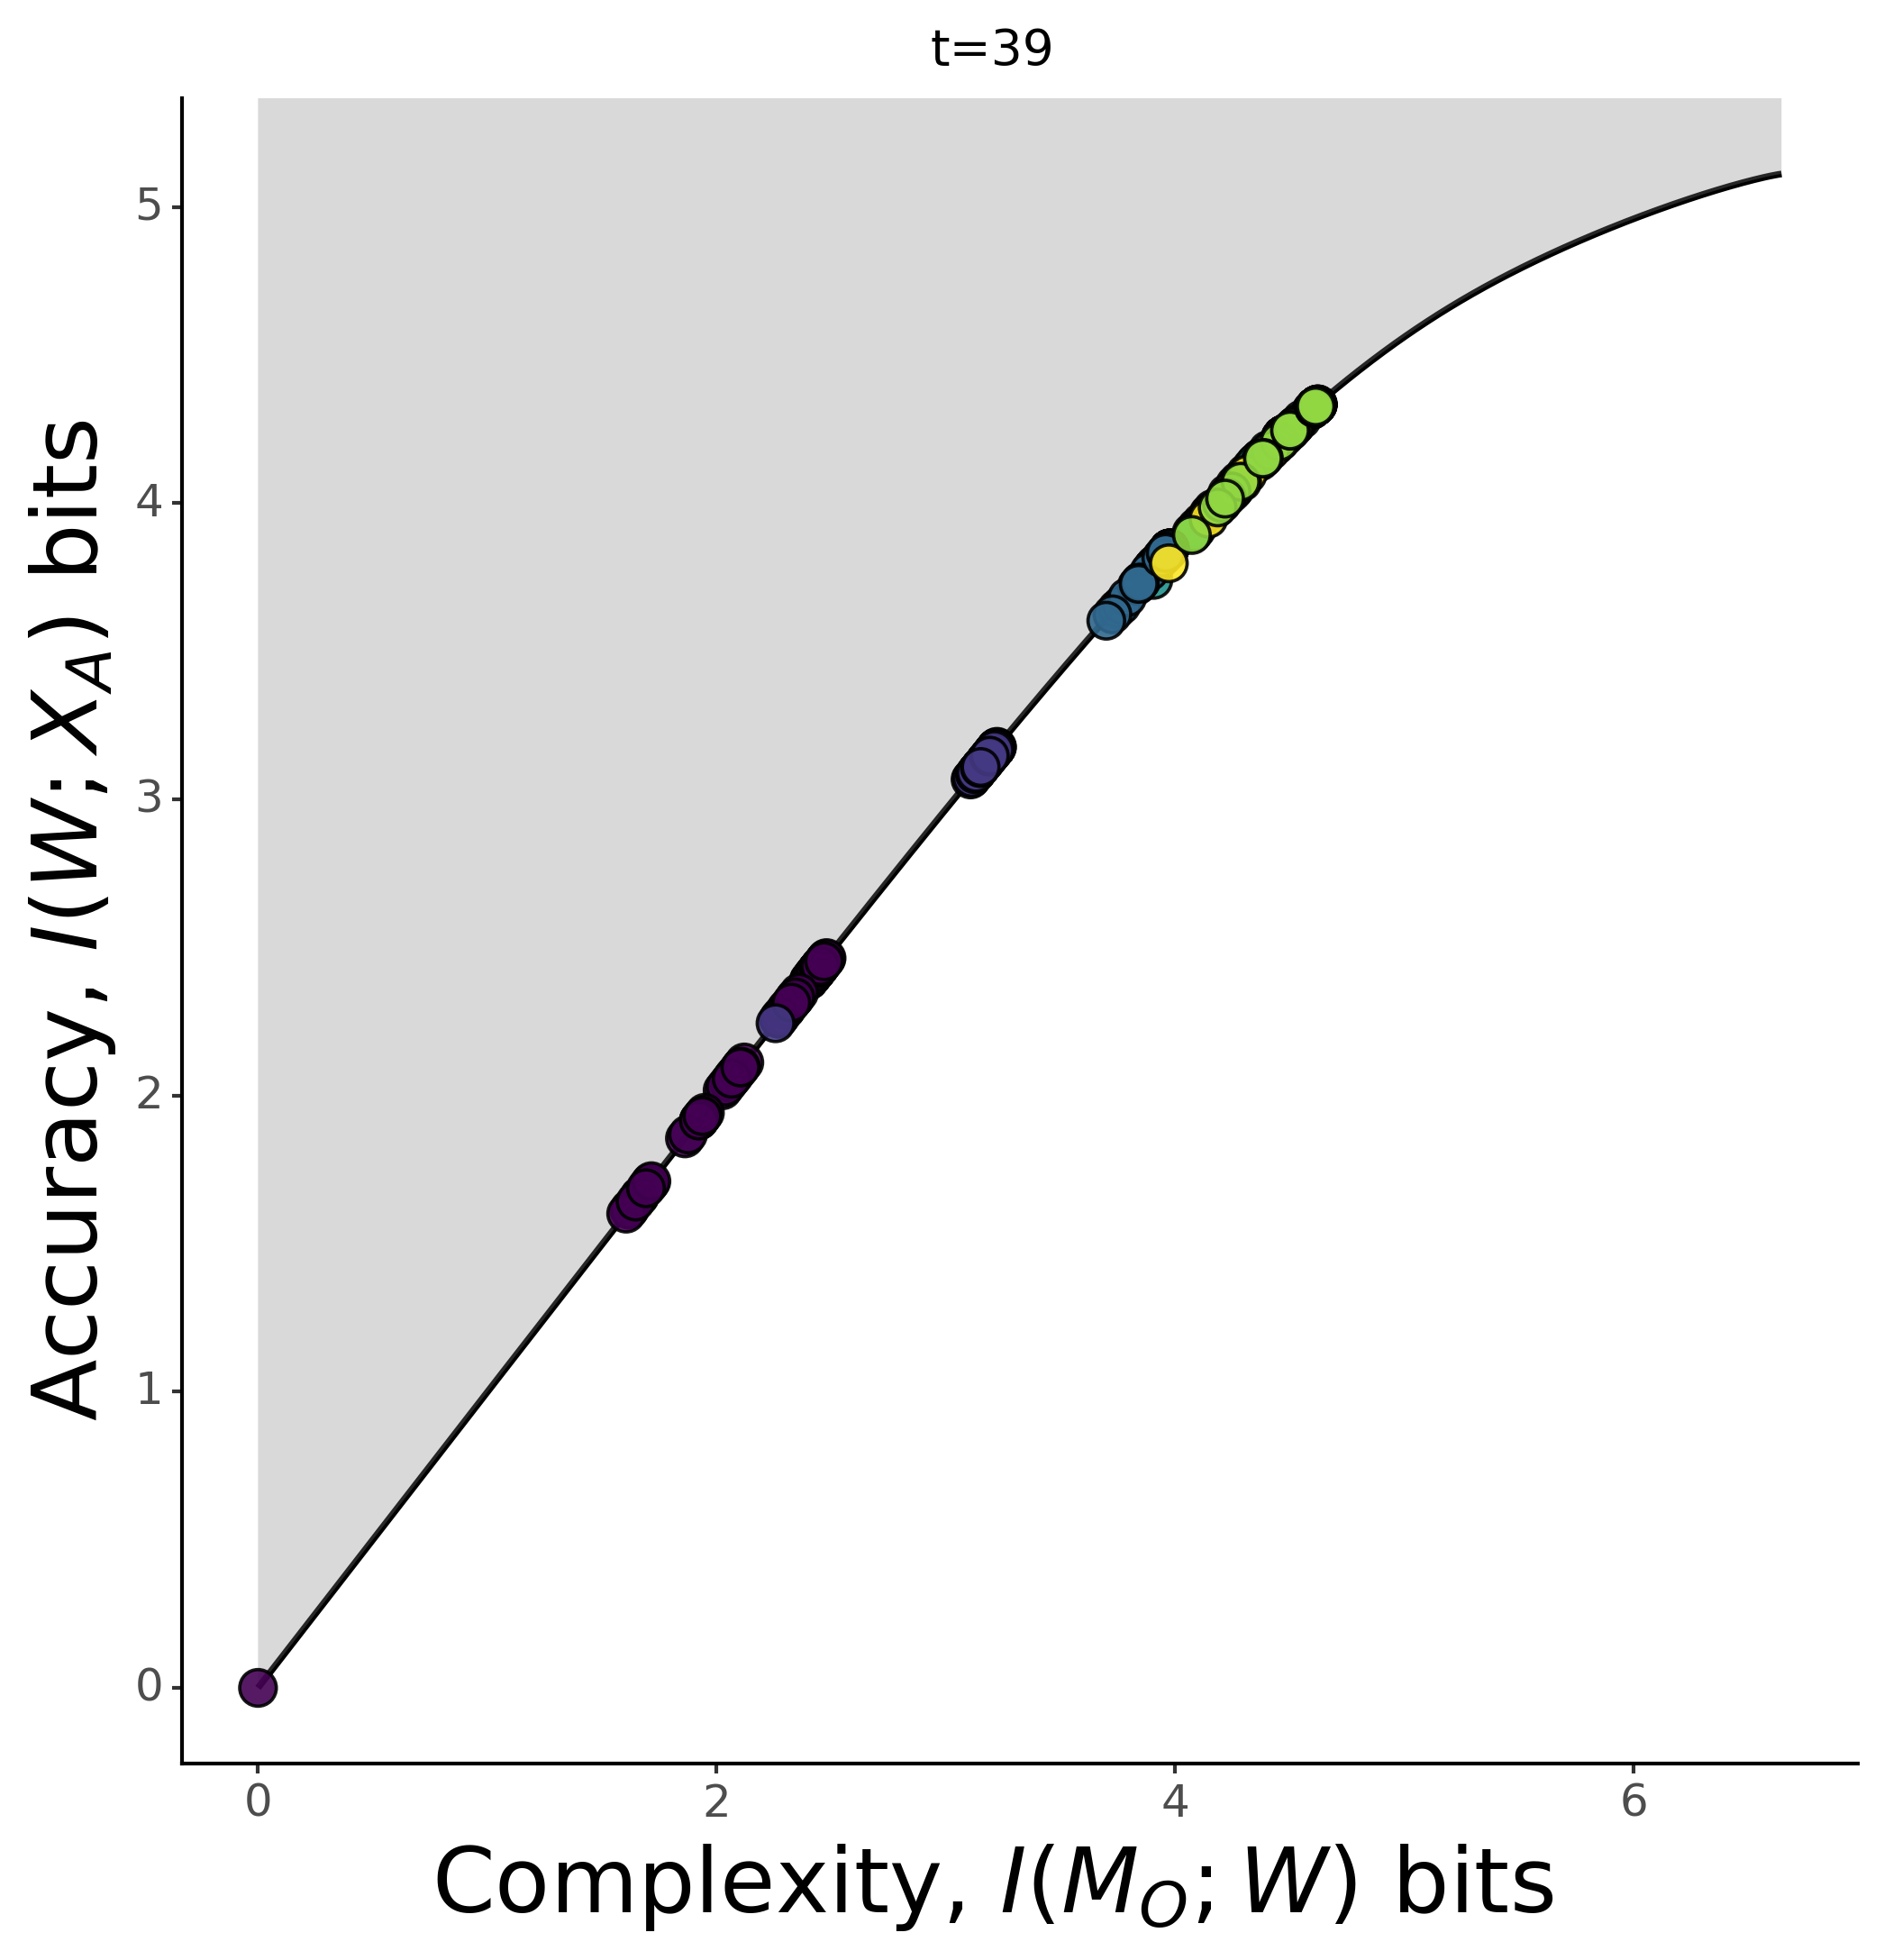 t=39
5
4
3
2
1
0
Accuracy, I(W; X_A) bits
0 2 4 6
Complexity, I(M_O; W) bits